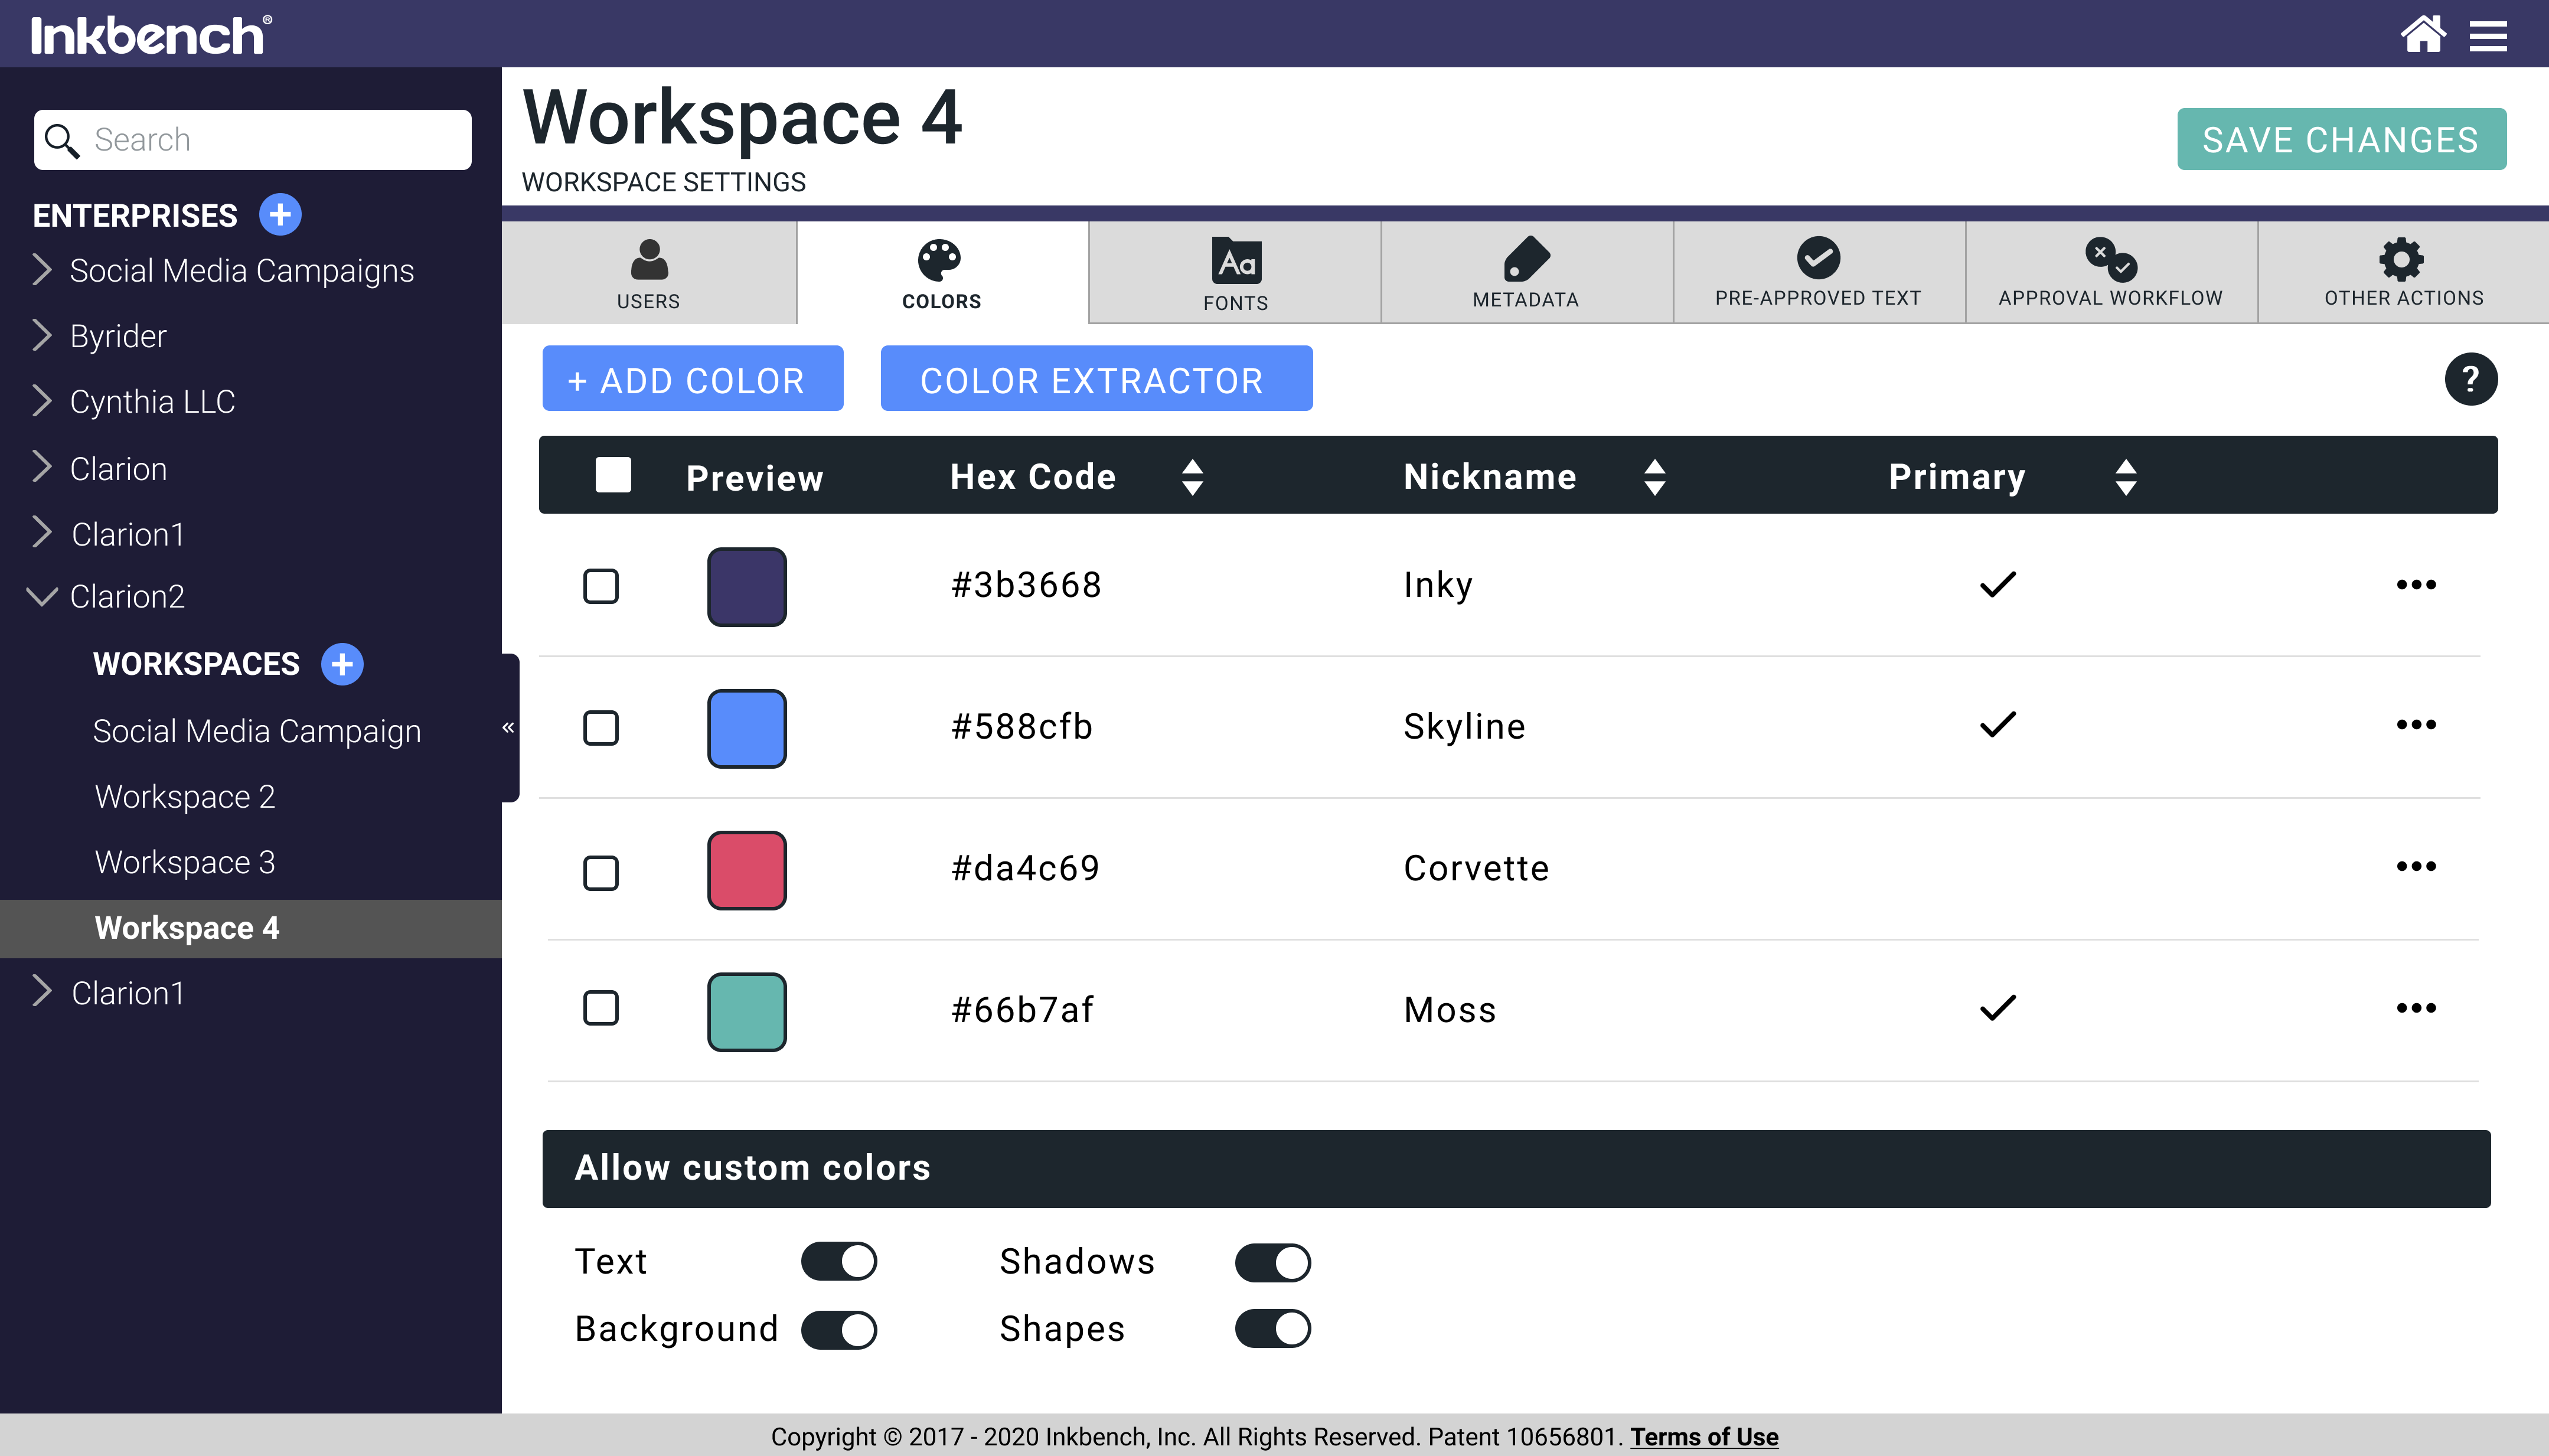 Inkbench®
Search
ENTERPRISES +
Social Media Campaigns
Byrider
Cynthia LLC
Clarion
Clarion1
Clarion2
WORKSPACES +
Social Media Campaign
Workspace 2
Workspace 3
Workspace 4
Clarion1
«
Workspace 4
WORKSPACE SETTINGS
SAVE CHANGES
USERS
COLORS
Aa
FONTS
METADATA
PRE-APPROVED TEXT
APPROVAL WORKFLOW
OTHER ACTIONS
+ ADD COLOR
COLOR EXTRACTOR
?
Preview Hex Code Nickname Primary
#3b3668 Inky
#588cfb Skyline
#da4c69 Corvette
#66b7af Moss
Allow custom colors
Text Shadows
Background Shapes
Copyright © 2017 - 2020 Inkbench, Inc. All Rights Reserved. Patent 10656801. Terms of Use